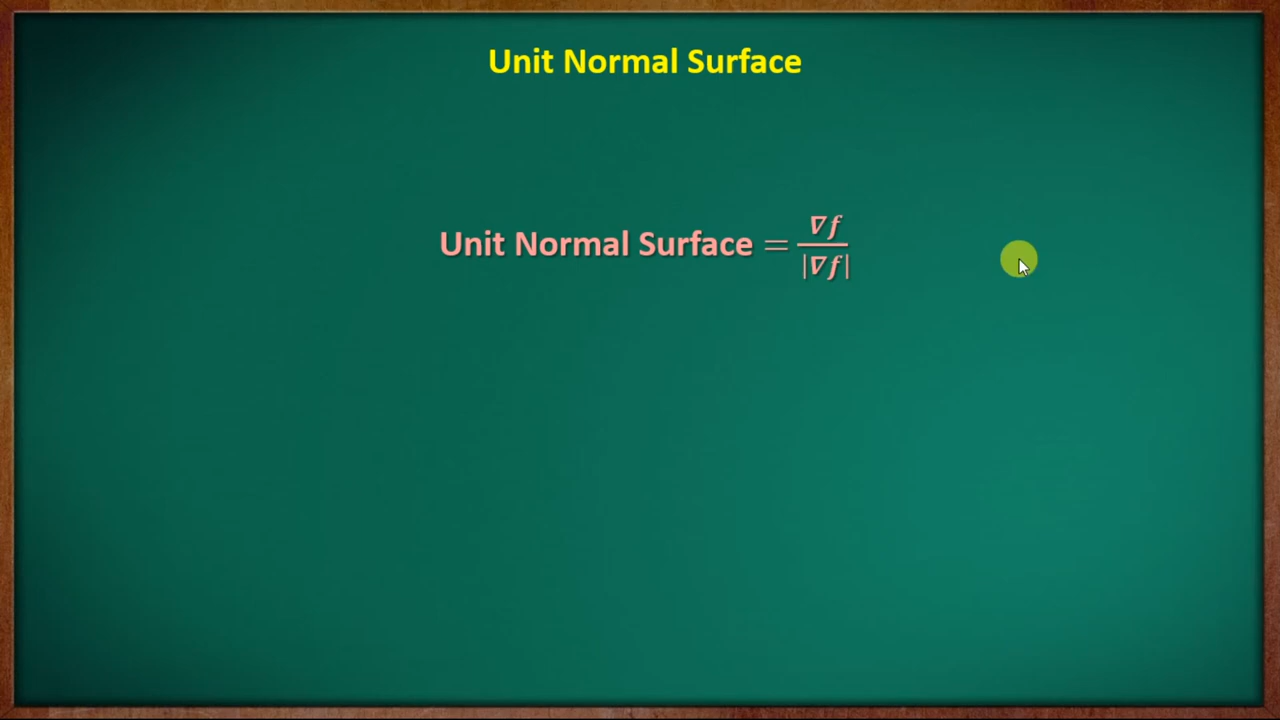 Unit Normal Surface
Unit Normal Surface = ∇f / |∇f|